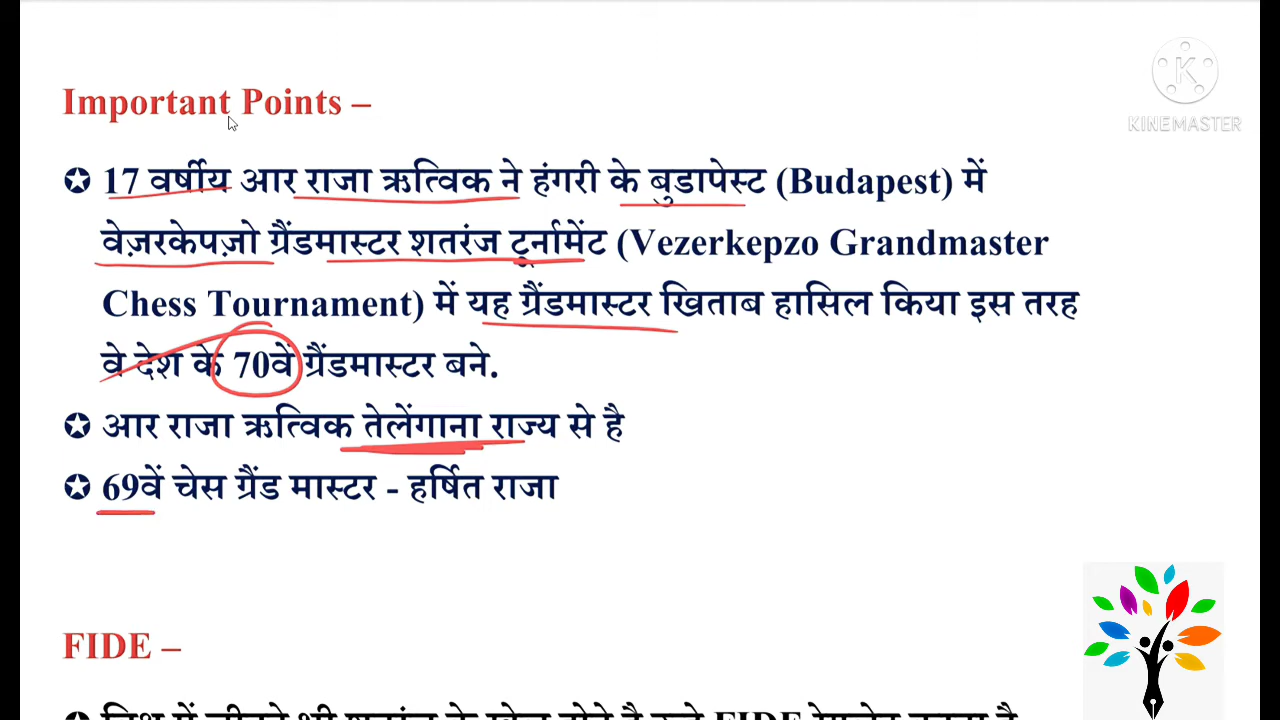 Important Points –
KINEMASTER
✪ 17 वर्षीय आर राजा ऋत्विक ने हंगरी के बुडापेस्ट (Budapest) में
वेज़रकेपज़ो ग्रैंडमास्टर शतरंज टूर्नामेंट (Vezerkepzo Grandmaster
Chess Tournament) में यह ग्रैंडमास्टर खिताब हासिल किया इस तरह
वे देश के 70वें ग्रैंडमास्टर बने.
✪ आर राजा ऋत्विक तेलेंगाना राज्य से है
✪ 69वें चेस ग्रैंड मास्टर - हर्षित राजा
FIDE –
FIDE